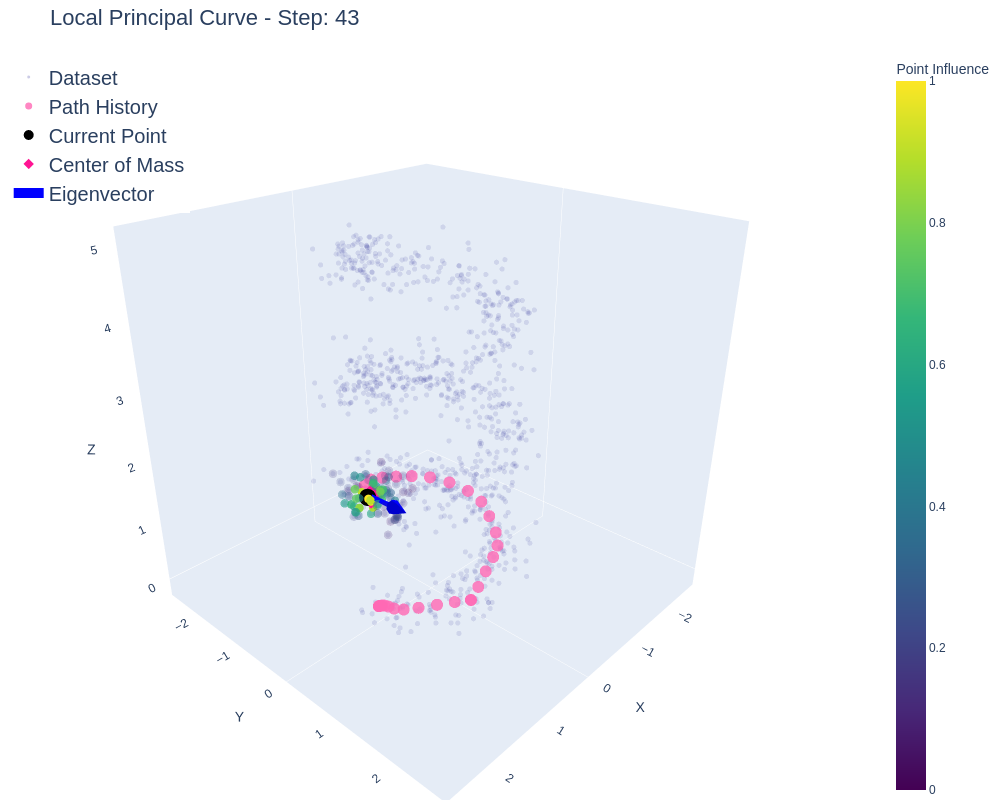 Local Principal Curve - Step: 43
Dataset
Path History
Current Point
Center of Mass
Eigenvector
Point Influence
1
0.8
0.6
0.4
0.2
0
5
4
3
2
1
0
Z
−2
−1
0
1
2
Y
−2
−1
0
1
2
X